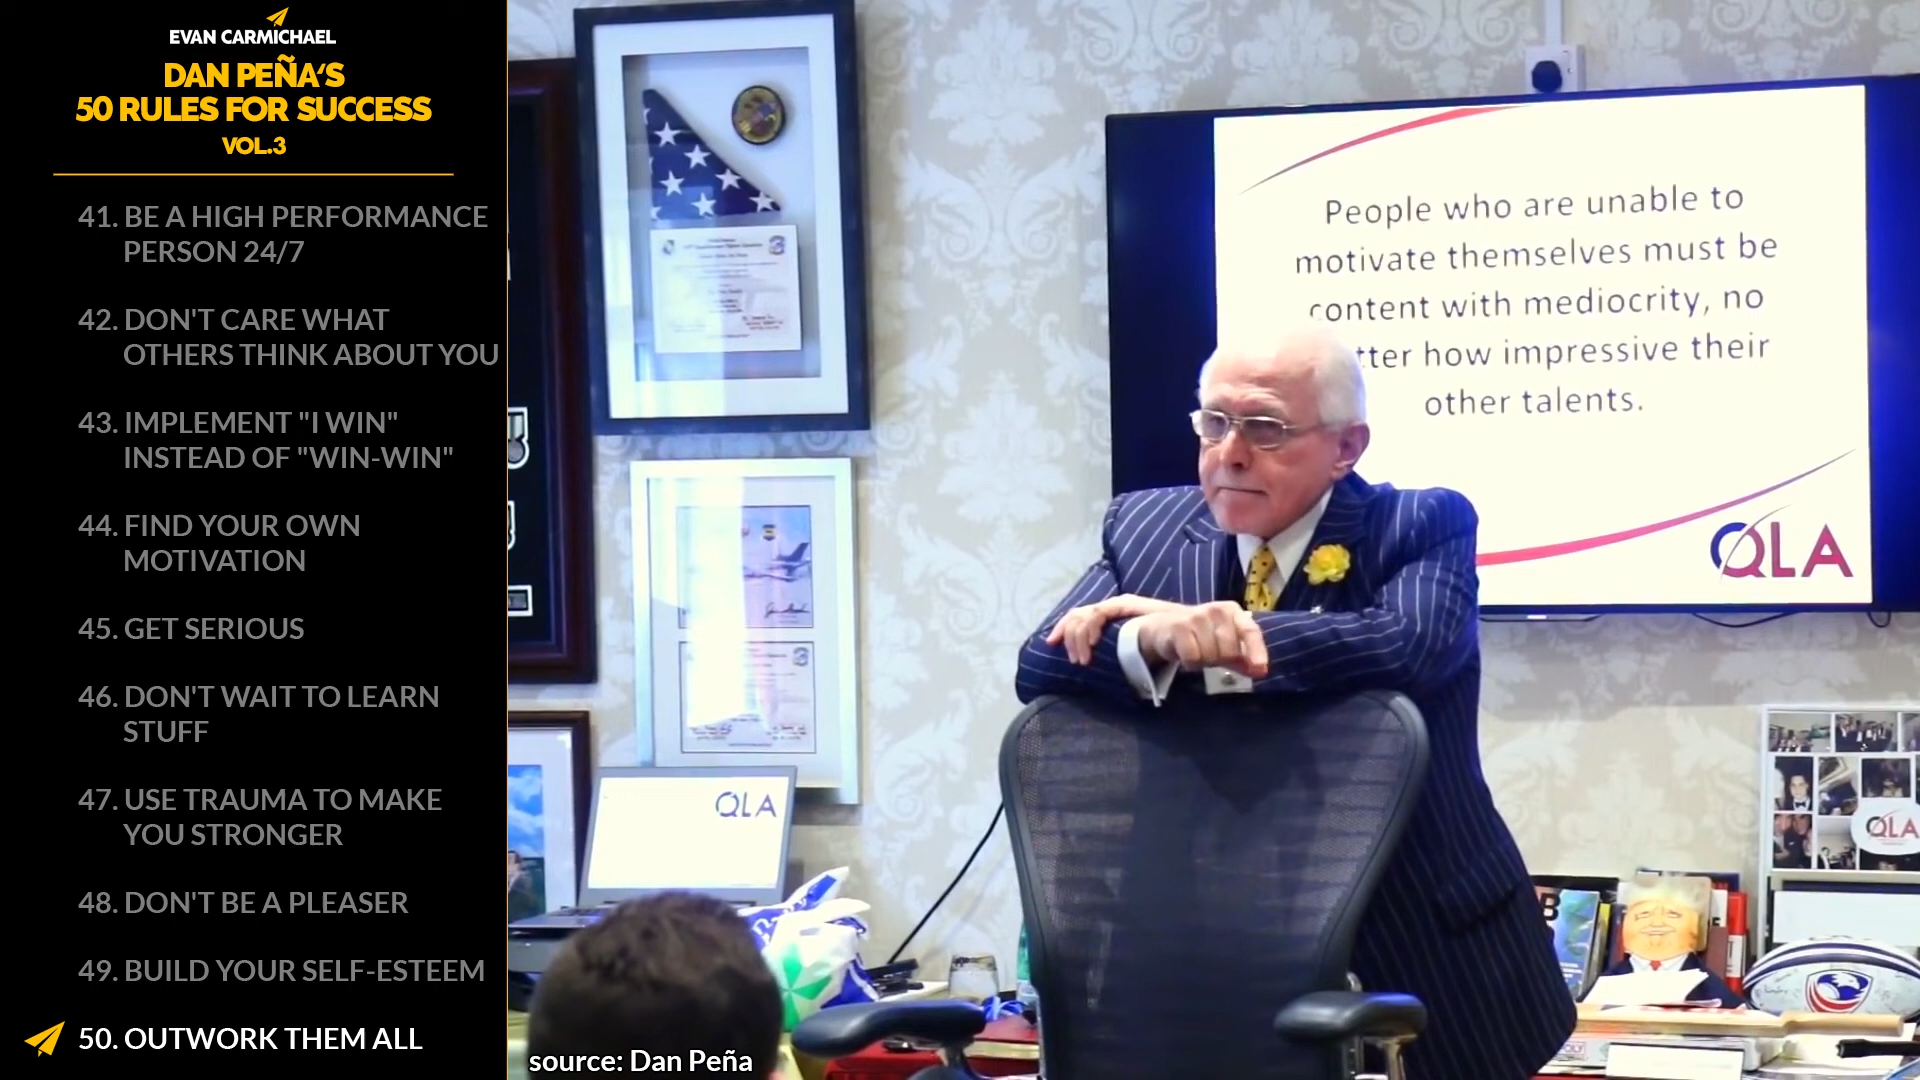 EVAN CARMICHAEL
DAN PEÑA'S
50 RULES FOR SUCCESS
VOL.3
41. BE A HIGH PERFORMANCE
PERSON 24/7
42. DON'T CARE WHAT
OTHERS THINK ABOUT YOU
43. IMPLEMENT "I WIN"
INSTEAD OF "WIN-WIN"
44. FIND YOUR OWN
MOTIVATION
45. GET SERIOUS
46. DON'T WAIT TO LEARN
STUFF
47. USE TRAUMA TO MAKE
YOU STRONGER
48. DON'T BE A PLEASER
49. BUILD YOUR SELF-ESTEEM
50. OUTWORK THEM ALL
People who are unable to
motivate themselves must be
content with mediocrity, no
tter how impressive their
other talents.
QLA
QLA
QLA
source: Dan Peña